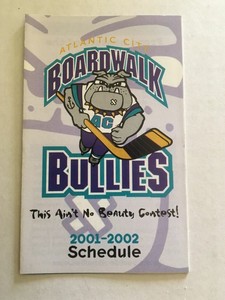 ATLANTIC CITY
BOARDWALK
AC
BULLIES
This Ain't No Beauty Contest!
2001-2002
Schedule